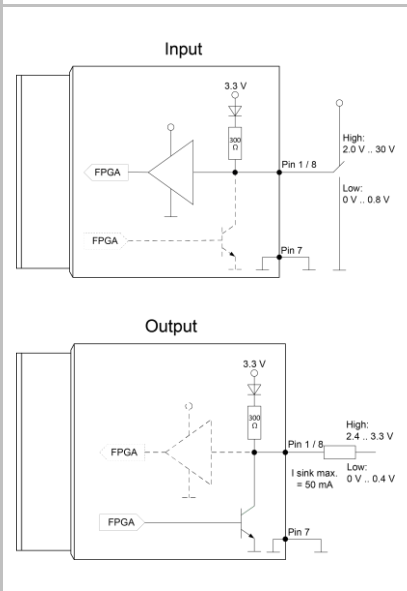 Input
3.3 V
300
Ω
High:
2.0 V .. 30 V
FPGA
Pin 1 / 8
Low:
0 V .. 0.8 V
FPGA
Pin 7
Output
3.3 V
300
Ω
High:
2.4 .. 3.3 V
FPGA
Pin 1 / 8
I sink max.
= 50 mA
Low:
0 V .. 0.4 V
FPGA
Pin 7